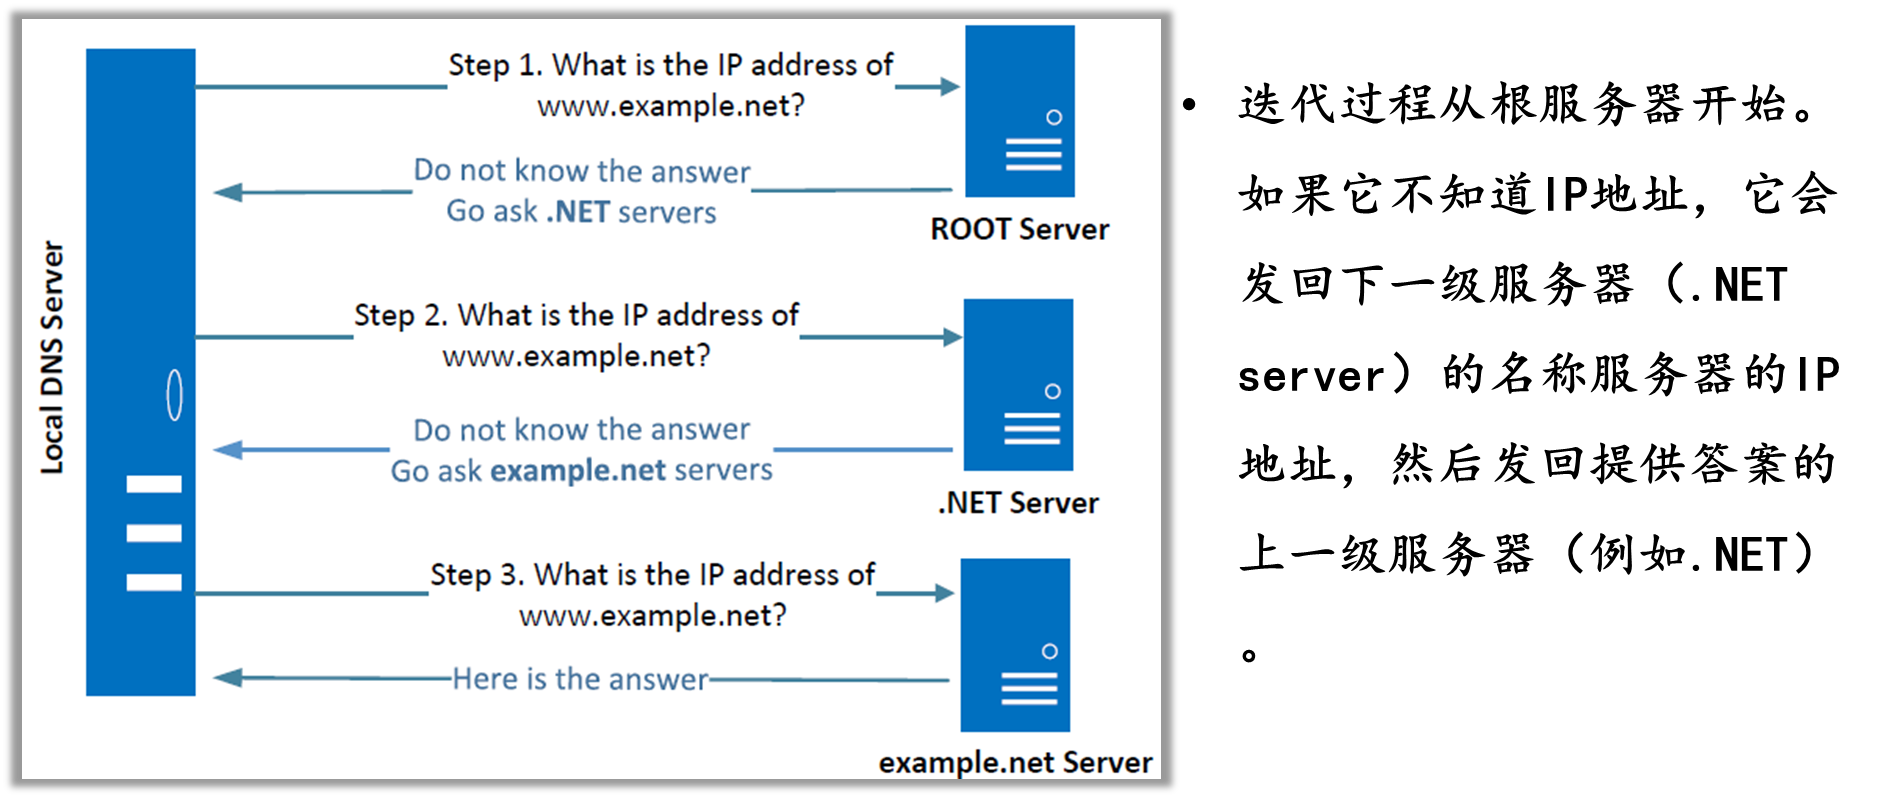 Local DNS Server
Step 1. What is the IP address of
www.example.net?
Do not know the answer
Go ask .NET servers
ROOT Server
Step 2. What is the IP address of
www.example.net?
Do not know the answer
Go ask example.net servers
.NET Server
Step 3. What is the IP address of
www.example.net?
Here is the answer
example.net Server
• 迭代过程从根服务器开始。
如果它不知道IP地址，它会
发回下一级服务器（.NET
server）的名称服务器的IP
地址，然后发回提供答案的
上一级服务器（例如.NET）
。